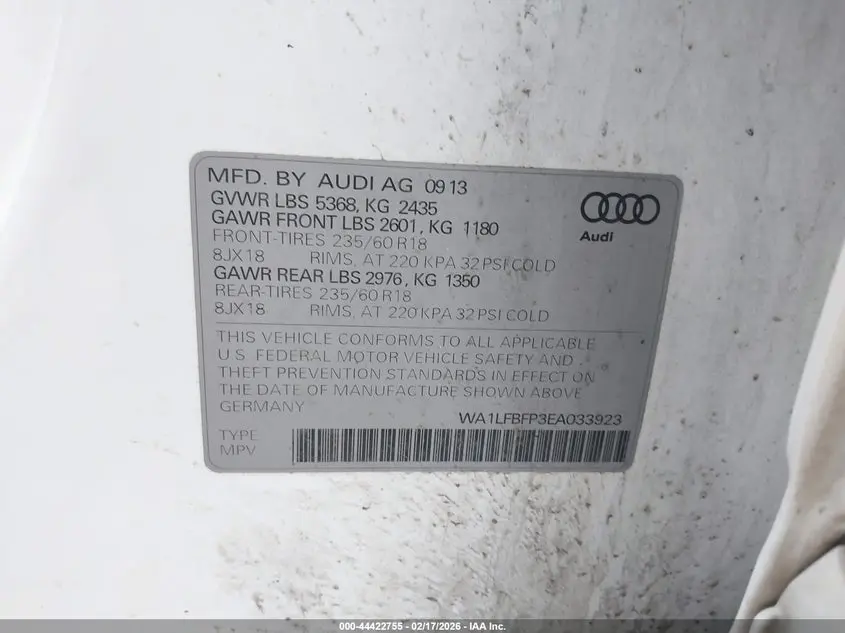 MFD. BY AUDI AG 09 13
GVWR LBS 5368, KG 2435
GAWR FRONT LBS 2601, KG 1180
FRONT-TIRES 235/60 R18
8JX18 RIMS, AT 220 KPA 32 PSI COLD
GAWR REAR LBS 2976, KG 1350
REAR-TIRES 235/60 R18
8JX18 RIMS, AT 220 KPA 32 PSI COLD
Audi
THIS VEHICLE CONFORMS TO ALL APPLICABLE
U.S. FEDERAL MOTOR VEHICLE SAFETY AND
THEFT PREVENTION STANDARDS IN EFFECT ON
THE DATE OF MANUFACTURE SHOWN ABOVE
GERMANY
WA1LFBFP3EA033923
TYPE
MPV
000-44422755 - 02/17/2026 - IAA Inc.